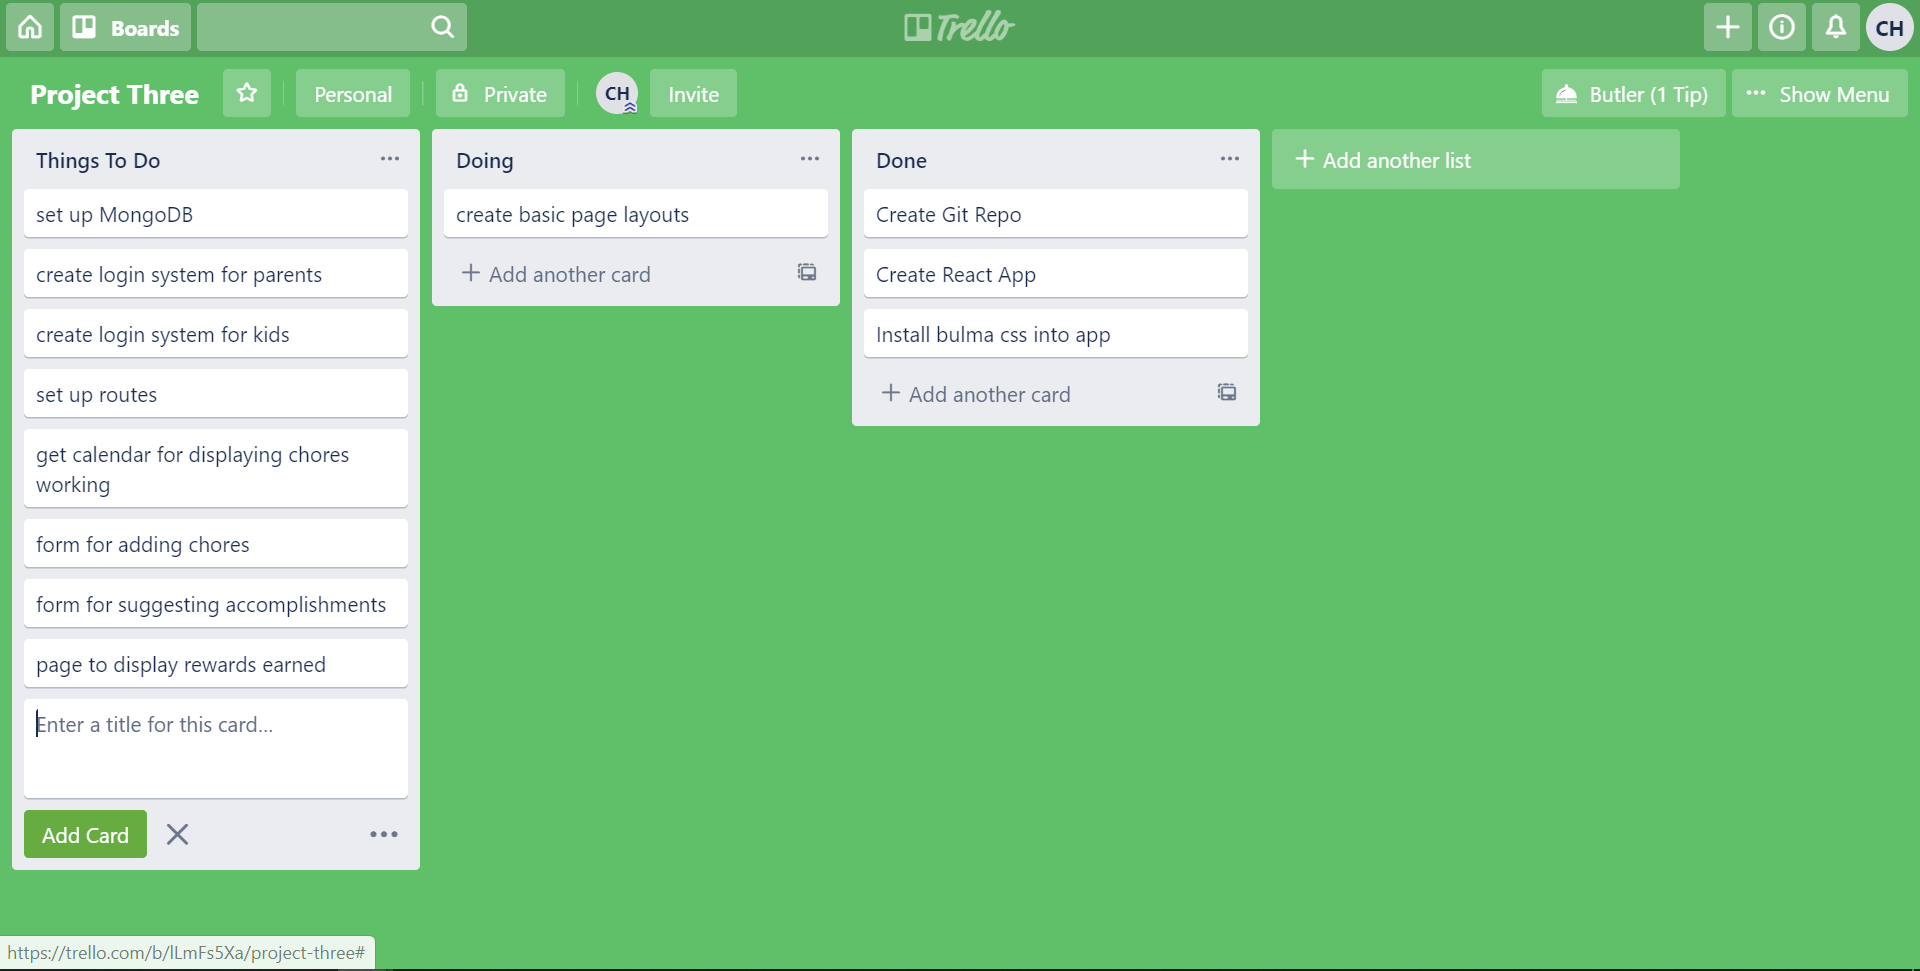 Boards
Trello
CH
Project Three
Personal
Private
CH
Invite
Butler (1 Tip)
Show Menu
Things To Do
set up MongoDB
create login system for parents
create login system for kids
set up routes
get calendar for displaying chores
working
form for adding chores
form for suggesting accomplishments
page to display rewards earned
Enter a title for this card...
Add Card
Doing
create basic page layouts
Add another card
Done
Create Git Repo
Create React App
Install bulma css into app
Add another card
Add another list
https://trello.com/b/lLmFs5Xa/project-three#